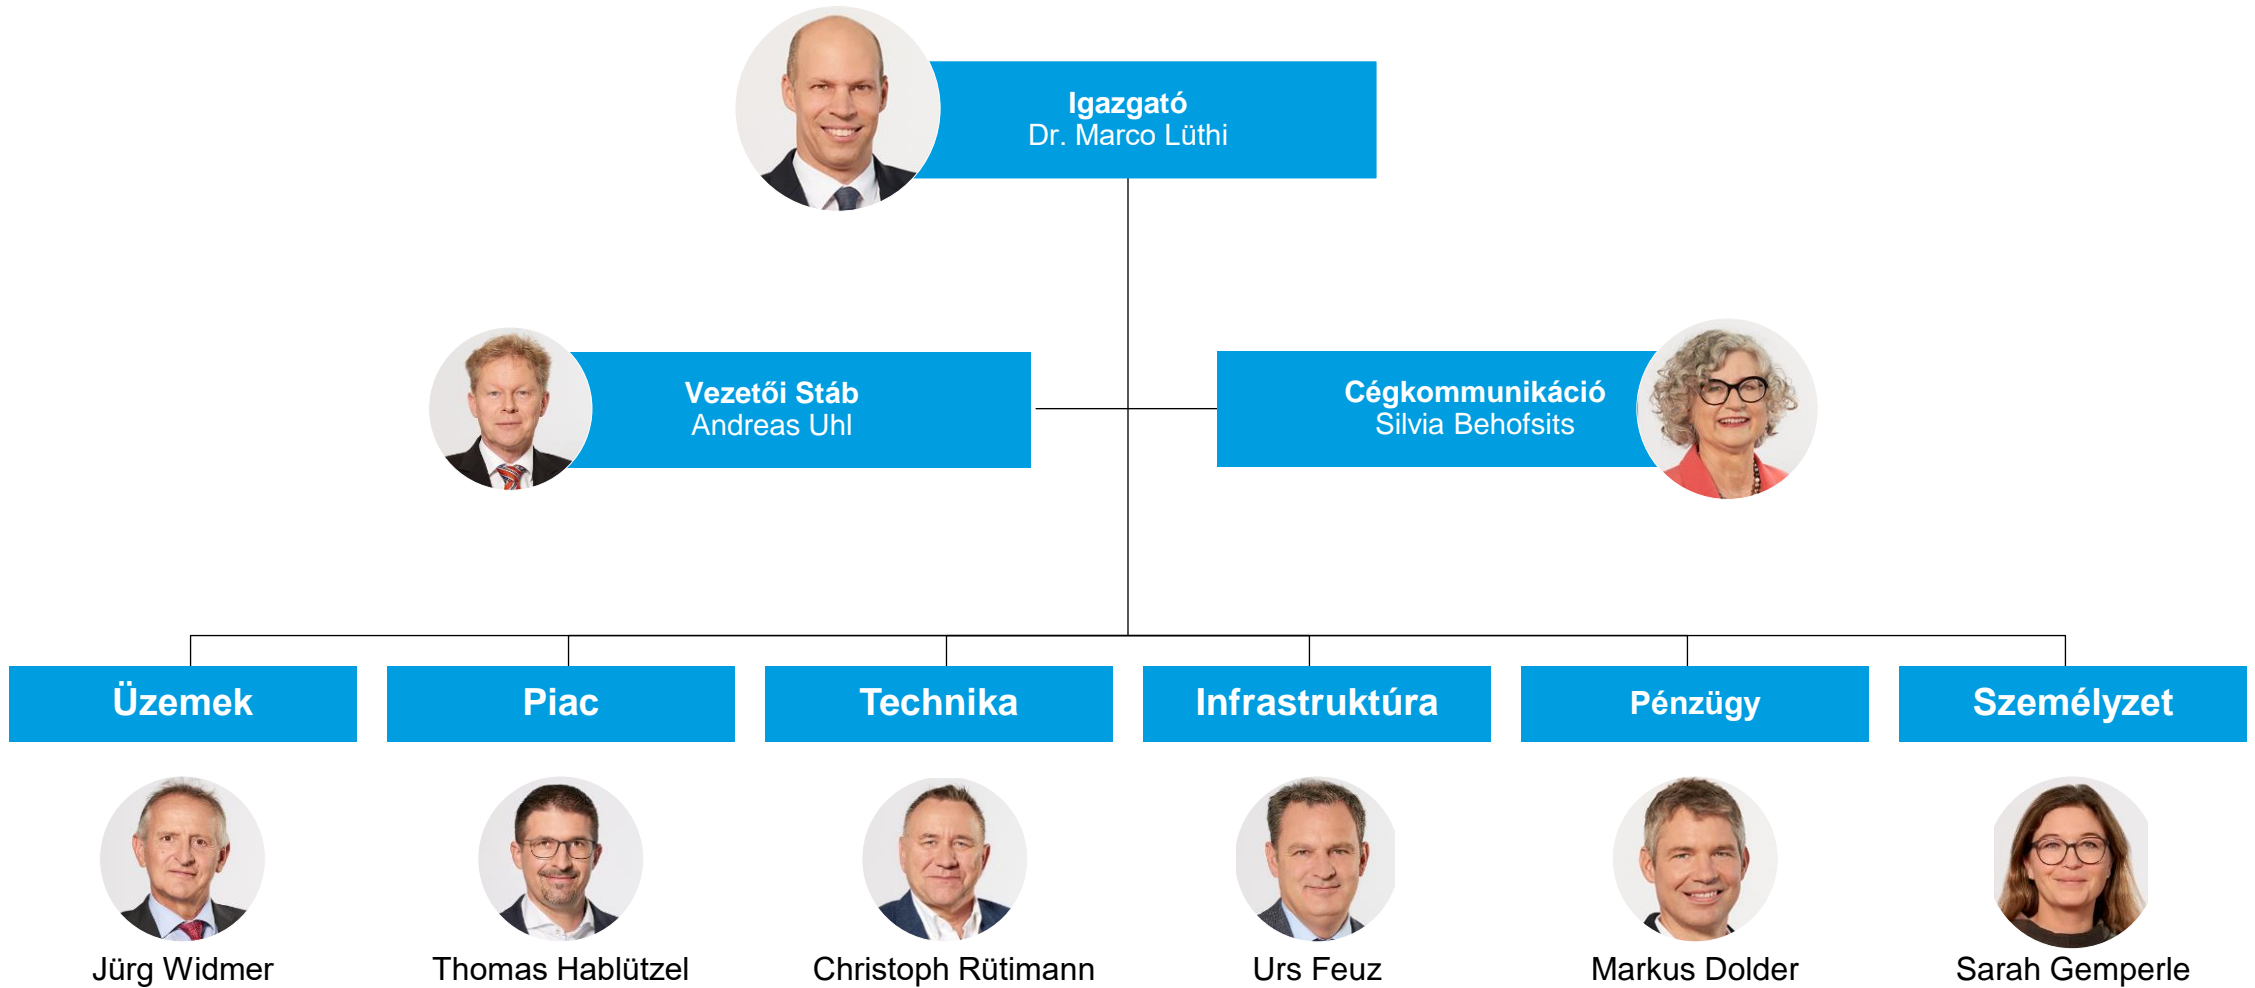 Igazgató
Dr. Marco Lüthi
Vezetői Stáb
Andreas Uhl
Cégkommunikáció
Silvia Behofsits
Üzemek
Piac
Technika
Infrastruktúra
Pénzügy
Személyzet
Jürg Widmer
Thomas Hablützel
Christoph Rütimann
Urs Feuz
Markus Dolder
Sarah Gemperle